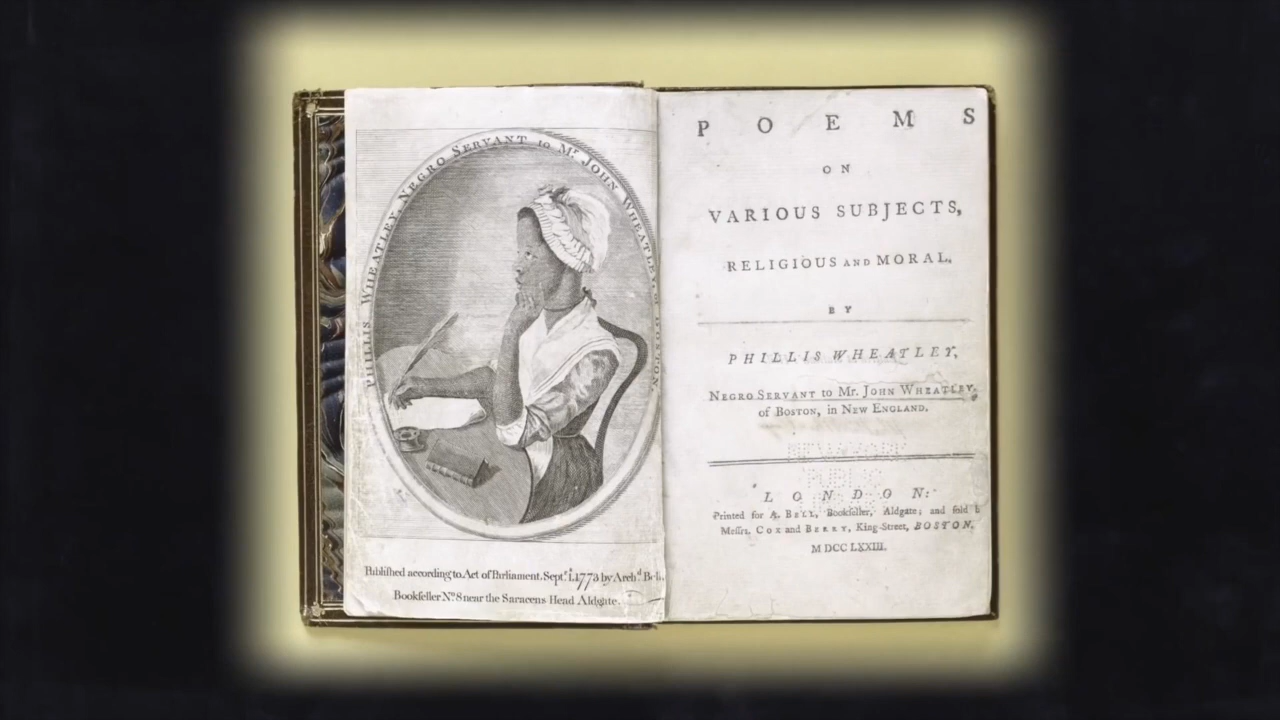 PHILLIS WHEATLEY, NEGRO SERVANT to Mr. JOHN WHEATLEY, of BOSTON.
Publiſhed according to Act of Parliament, Sept.r 1, 1773 by Arch.d Bell,
Bookſeller No. 8 near the Saracens Head Aldgate.
POEMS
ON
VARIOUS SUBJECTS,
RELIGIOUS AND MORAL.
BY
PHILLIS WHEATLEY,
NEGRO SERVANT to Mr. JOHN WHEATLEY,
of BOSTON, in NEW ENGLAND.
LONDON:
Printed for A. BELL, Bookſeller, Aldgate; and ſold b
Meſſrs. COX and BERRY, King-Street, BOSTON.
M DCC LXXIII.